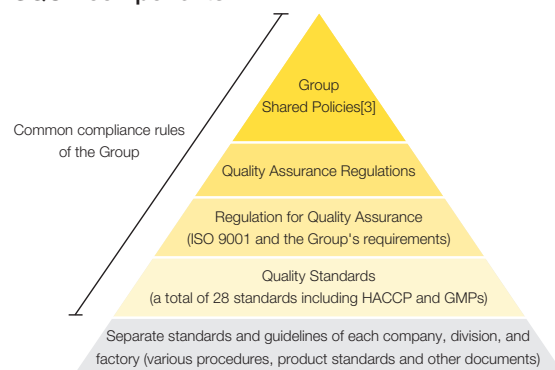 Group
Shared Policies[3]
Common compliance rules
of the Group
Quality Assurance Regulations
Regulation for Quality Assurance
(ISO 9001 and the Group's requirements)
Quality Standards
(a total of 28 standards including HACCP and GMPs)
Separate standards and guidelines of each company, division, and
factory (various procedures, product standards and other documents)